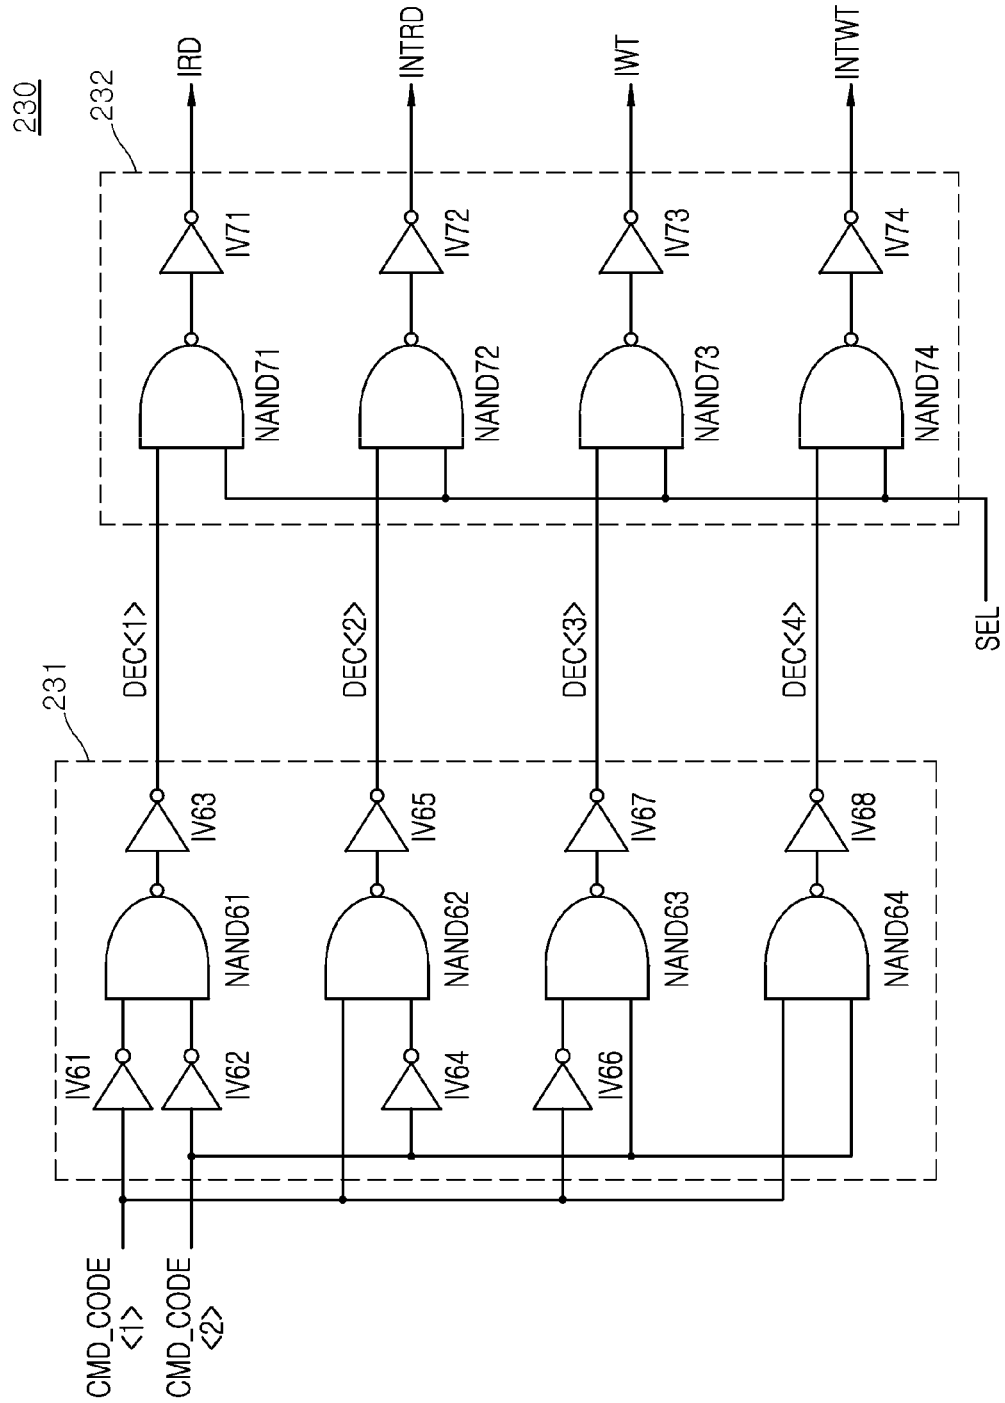 230
231
232
CMD_CODE
<1>
CMD_CODE
<2>
IV61
IV62
NAND61
IV63
DEC<1>
NAND71
IV71
IRD
IV64
NAND62
IV65
DEC<2>
NAND72
IV72
INTRD
IV66
NAND63
IV67
DEC<3>
NAND73
IV73
IWT
NAND64
IV68
DEC<4>
NAND74
IV74
INTWT
SEL